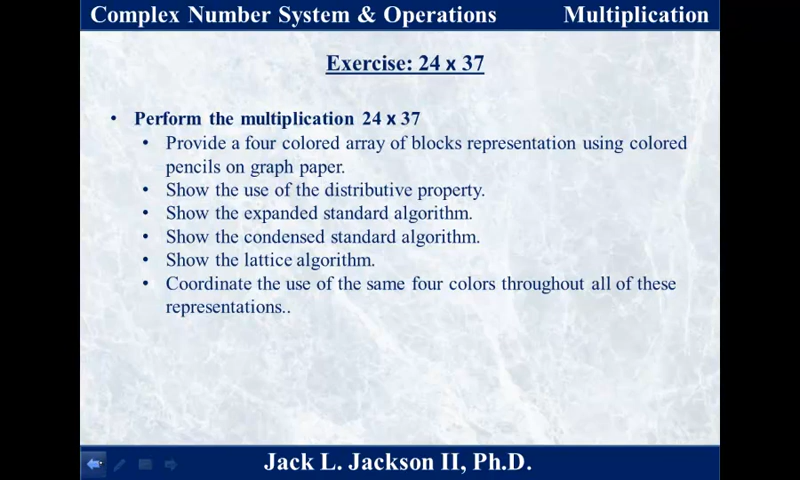 Complex Number System & Operations Multiplication
Exercise: 24 x 37
• Perform the multiplication 24 x 37
• Provide a four colored array of blocks representation using colored
pencils on graph paper.
• Show the use of the distributive property.
• Show the expanded standard algorithm.
• Show the condensed standard algorithm.
• Show the lattice algorithm.
• Coordinate the use of the same four colors throughout all of these
representations..
Jack L. Jackson II, Ph.D.